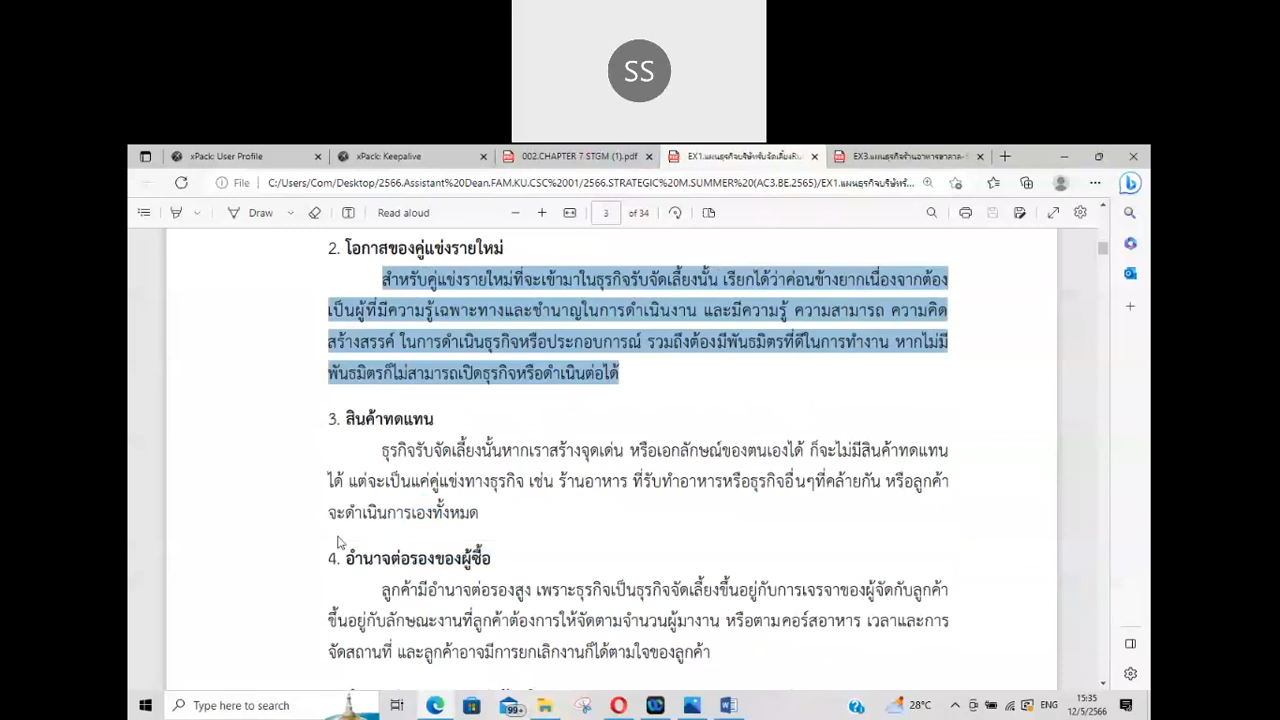 SS
xPack: User Profile
xPack: Keepalive
002.CHAPTER 7 STGM (1).pdf
EX1.แผนธุรกิจบริษัทรับจัดเลี้ยงRu
EX3.แผนธุรกิจร้านอาหารฮาลาล-
File
C:/Users/Com/Desktop/2566.Assistant%20Dean.FAM.KU.CSC%2001/2566.STRATEGIC%20M.SUMMER%20(AC3.BE.2565)/EX1.แผนธุรกิจบริษัทรั...
Draw
Read aloud
3
of 34
2. โอกาสของคู่แข่งรายใหม่
สำหรับคู่แข่งรายใหม่ที่จะเข้ามาในธุรกิจรับจัดเลี้ยงนั้น เรียกได้ว่าค่อนข้างยากเนื่องจากต้อง
เป็นผู้ที่มีความรู้เฉพาะทางและชำนาญในการดำเนินงาน และมีความรู้ ความสามารถ ความคิด
สร้างสรรค์ ในการดำเนินธุรกิจหรือประกอบการณ์ รวมถึงต้องมีพันธมิตรที่ดีในการทำงาน หากไม่มี
พันธมิตรก็ไม่สามารถเปิดธุรกิจหรือดำเนินต่อได้
3. สินค้าทดแทน
ธุรกิจรับจัดเลี้ยงนั้นหากเราสร้างจุดเด่น หรือเอกลักษณ์ของตนเองได้ ก็จะไม่มีสินค้าทดแทน
ได้ แต่จะเป็นแค่คู่แข่งทางธุรกิจ เช่น ร้านอาหาร ที่รับทำอาหารหรือธุรกิจอื่นๆที่คล้ายกัน หรือลูกค้า
จะดำเนินการเองทั้งหมด
4. อำนาจต่อรองของผู้ซื้อ
ลูกค้ามีอำนาจต่อรองสูง เพราะธุรกิจเป็นธุรกิจจัดเลี้ยงขึ้นอยู่กับการเจรจาของผู้จัดกับลูกค้า
ขึ้นอยู่กับลักษณะงานที่ลูกค้าต้องการให้จัดตามจำนวนผู้มางาน หรือตามคอร์สอาหาร เวลาและการ
จัดสถานที่ และลูกค้าอาจมีการยกเลิกงานก็ได้ตามใจของลูกค้า
Type here to search
99+
28°C
ENG
15:35
12/5/2566